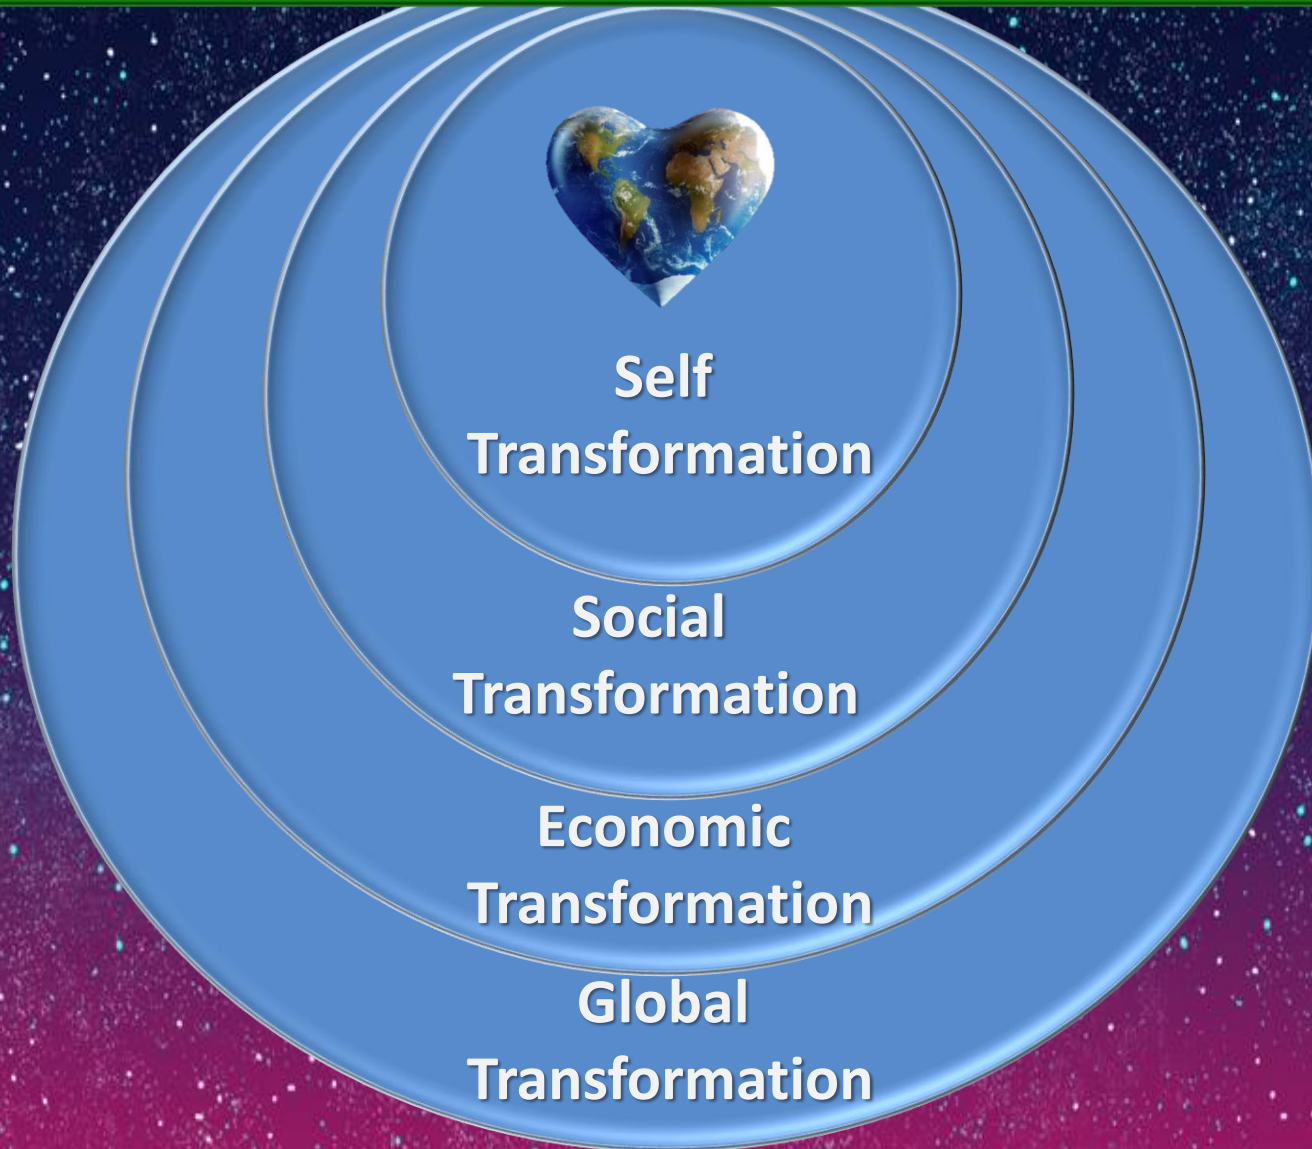 Self
Transformation
Social
Transformation
Economic
Transformation
Global
Transformation